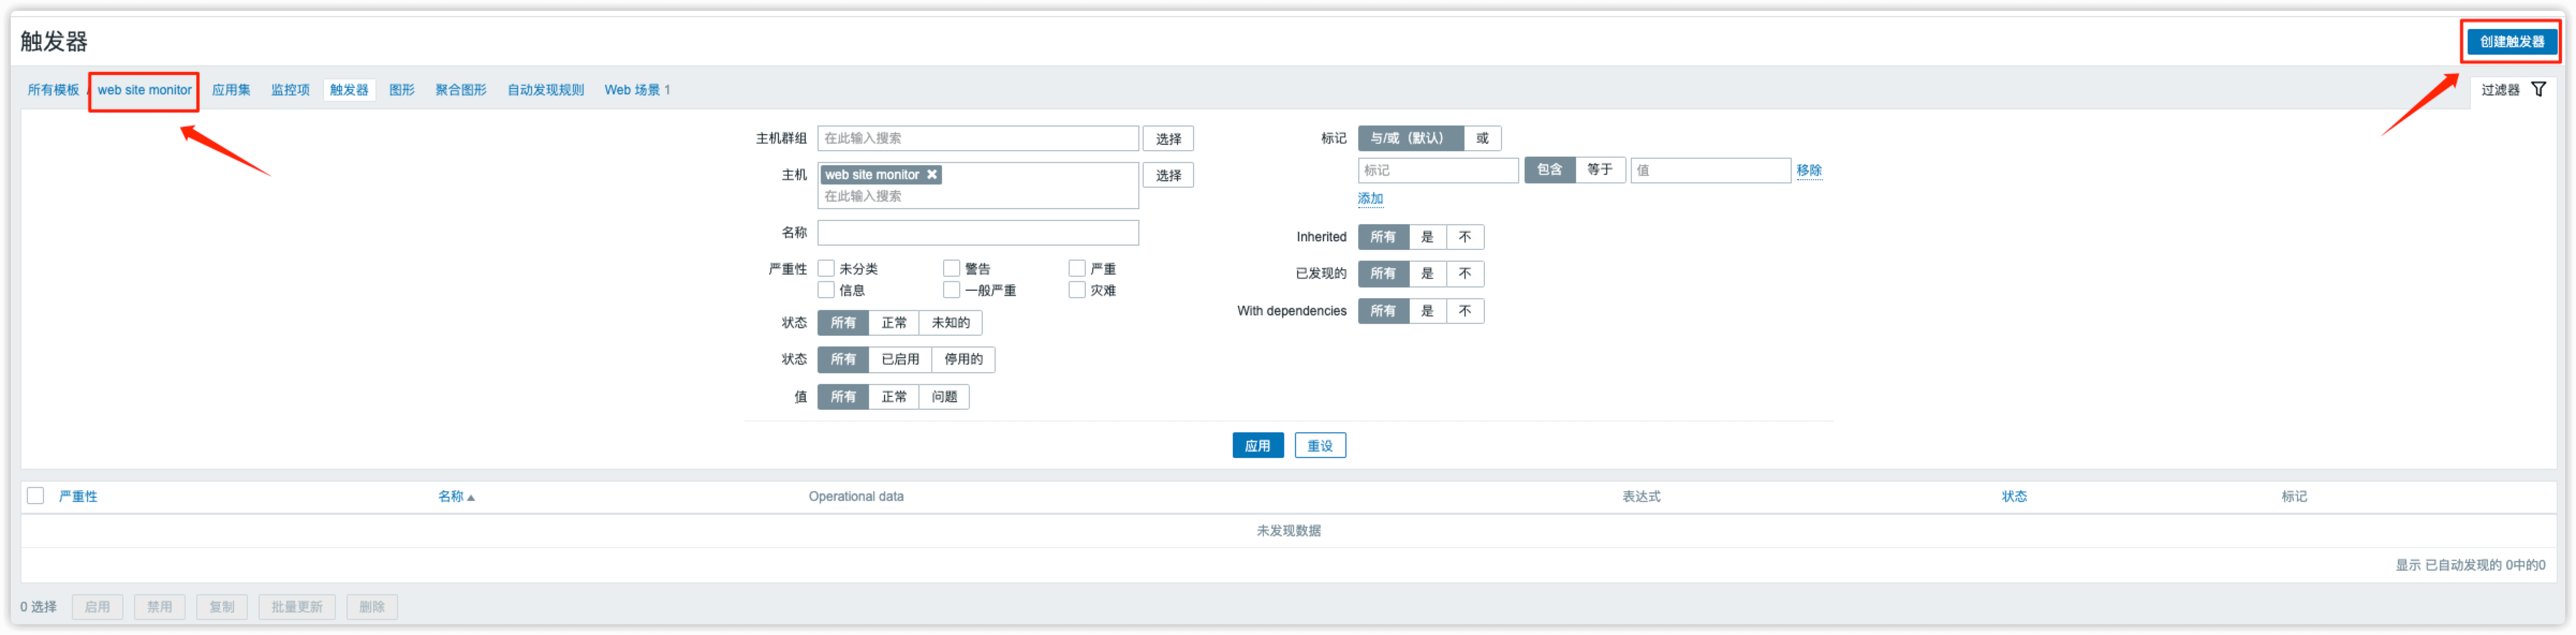 触发器
创建触发器
所有模板 / web site monitor 应用集 监控项 触发器 图形 聚合图形 自动发现规则 Web 场景 1
过滤器
主机群组 在此输入搜索 选择
主机 web site monitor 选择
在此输入搜索
名称
严重性 未分类 警告 严重
信息 一般严重 灾难
状态 所有 正常 未知的
状态 所有 已启用 停用的
值 所有 正常 问题
标记 与/或（默认） 或
标记 包含 等于 值 移除
添加
Inherited 所有 是 不
已发现的 所有 是 不
With dependencies 所有 是 不
应用 重设
严重性 名称 Operational data 表达式 状态 标记
未发现数据
显示 已自动发现的 0中的0
0 选择 启用 禁用 复制 批量更新 删除